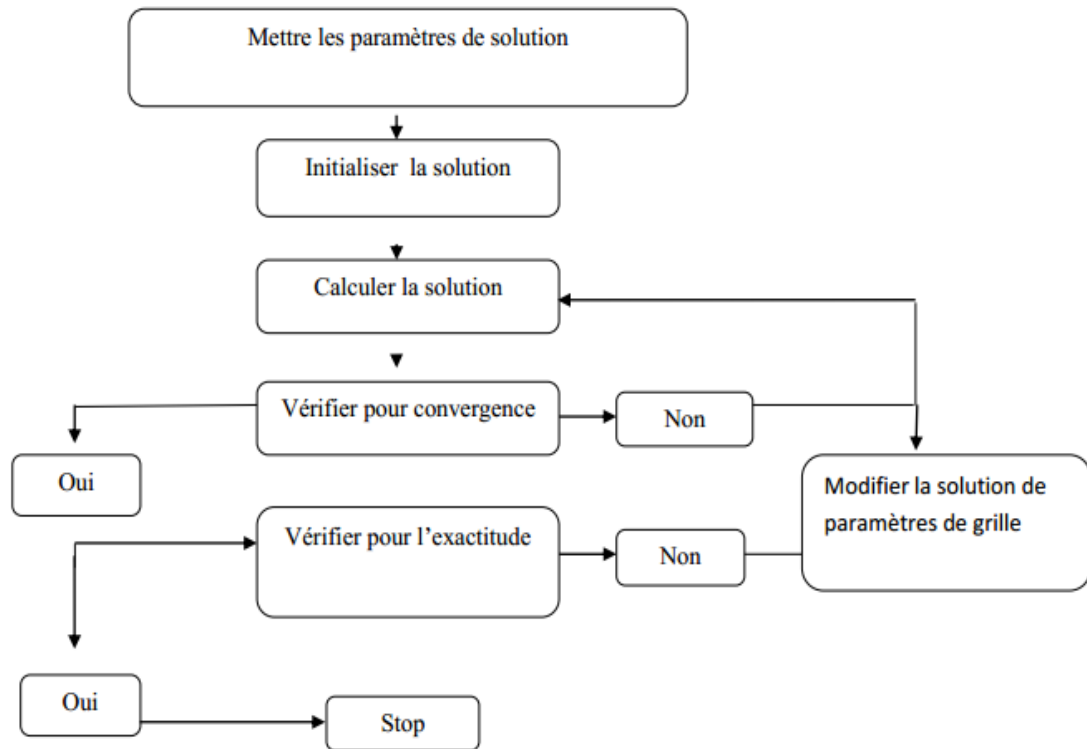 Mettre les paramètres de solution
Initialiser la solution
Calculer la solution
Vérifier pour convergence
Non
Oui
Modifier la solution de
paramètres de grille
Vérifier pour l'exactitude
Non
Oui
Stop